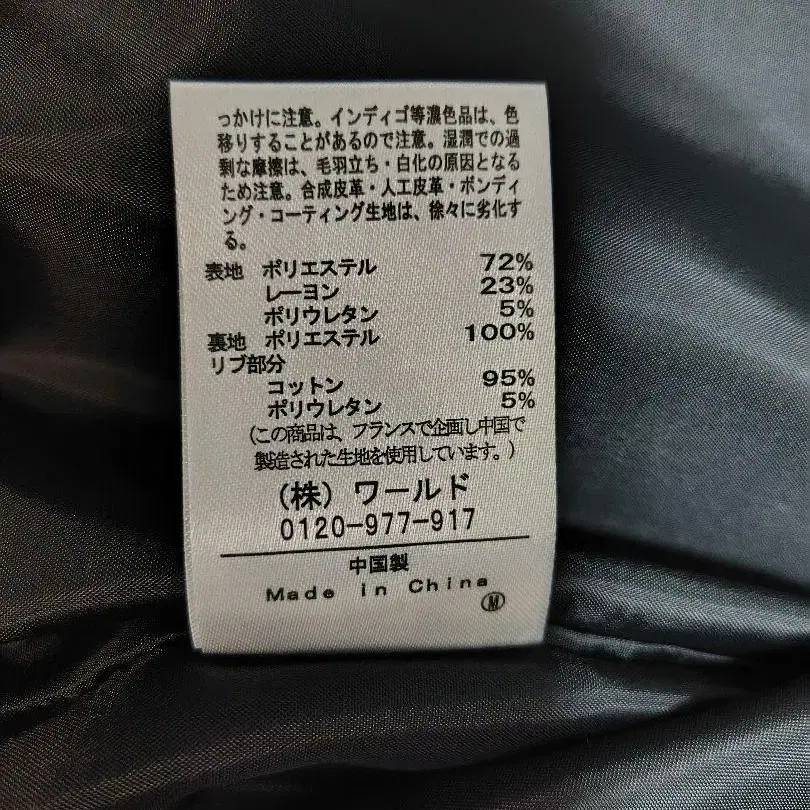 っかけに注意。インディゴ等濃色品は、色
移りすることがあるので注意。湿潤での過
剰な摩擦は、毛羽立ち・白化の原因となる
ため注意。合成皮革・人工皮革・ボンディ
ング・コーティング生地は、徐々に劣化す
る。
表地 ポリエステル 72%
レーヨン 23%
ポリウレタン 5%
裏地 ポリエステル 100%
リブ部分
コットン 95%
ポリウレタン 5%
(この商品は、フランスで企画し中国で
製造された生地を使用しています。)
(株) ワールド
0120-977-917
中国製
Made in China
Ⓜ